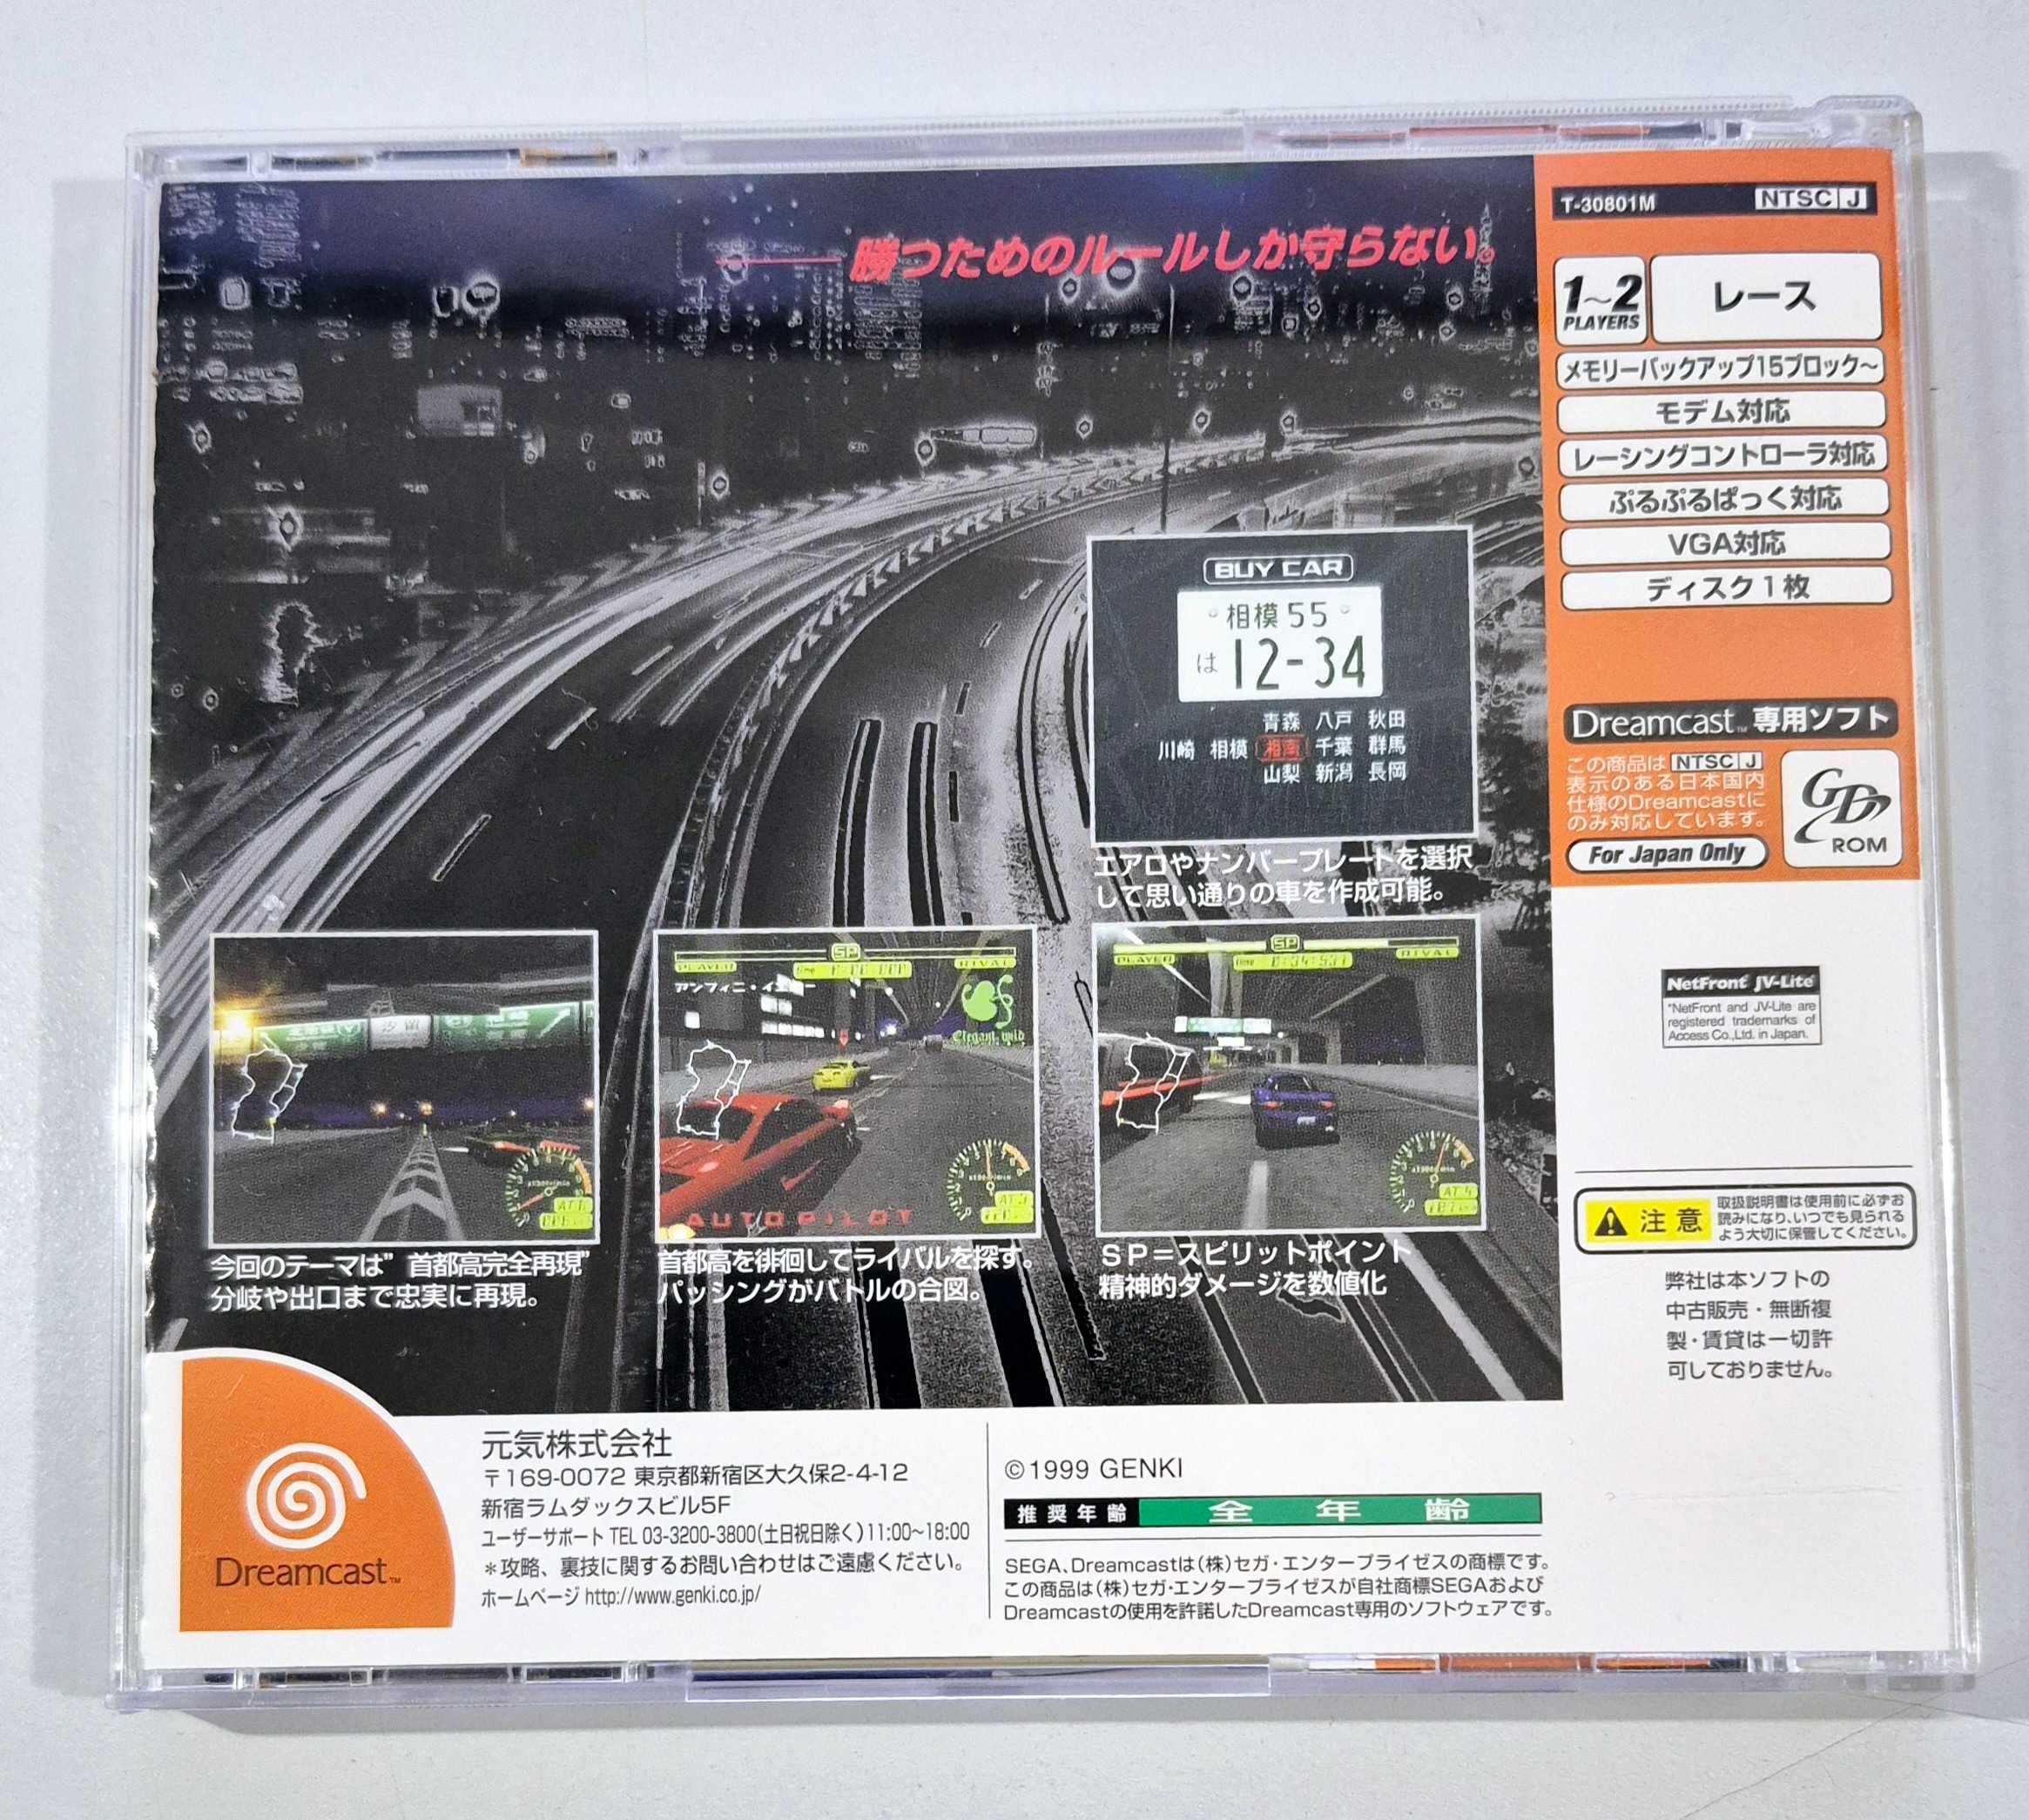 勝つためのルールしか守らない。
T-30801M
NTSC J
1~2
PLAYERS
レース
メモリーバックアップ15ブロック~
モデム対応
レーシングコントローラ対応
ぷるぷるぱっく対応
VGA対応
ディスク1枚
BUY CAR
相模 55
は 12-34
青森 八戸 秋田
川崎 相模 湘南 千葉 群馬
山梨 新潟 長岡
エアロやナンバープレートを選択
して思い通りの車を作成可能。
Dreamcast™専用ソフト
この商品は NTSC J
表示のある日本国内
仕様のDreamcastに
のみ対応しています。
For Japan Only
GD
ROM
NetFront JV-Lite
*NetFront and JV-Lite are
registered trademarks of
Access Co.,Ltd. in Japan.
汐留
AT
今回のテーマは"首都高完全再現"
分岐や出口まで忠実に再現。
SP
PLAYER
time
RIVAL
Elegant wild
AUTO PILOT
首都高を徘徊してライバルを探す。
パッシングがバトルの合図。
SP
PLAYER
time
RIVAL
SP=スピリットポイント
精神的ダメージを数値化
注意
取扱説明書は使用前に必ずお
読みになり、いつでも見られる
よう大切に保管してください。
弊社は本ソフトの
中古販売・無断複
製・賃貸は一切許
可しておりません。
Dreamcast™
元気株式会社
〒169-0072 東京都新宿区大久保2-4-12
新宿ラムダックスビル5F
ユーザーサポート TEL 03-3200-3800(土日祝日除く)11:00~18:00
*攻略、裏技に関するお問い合わせはご遠慮ください。
ホームページ http://www.genki.co.jp/
©1999 GENKI
推奨年齢 全年齢
SEGA、Dreamcastは(株)セガ・エンタープライゼスの商標です。
この商品は(株)セガ・エンタープライゼスが自社商標SEGAおよび
Dreamcastの使用を許諾したDreamcast専用のソフトウェアです。